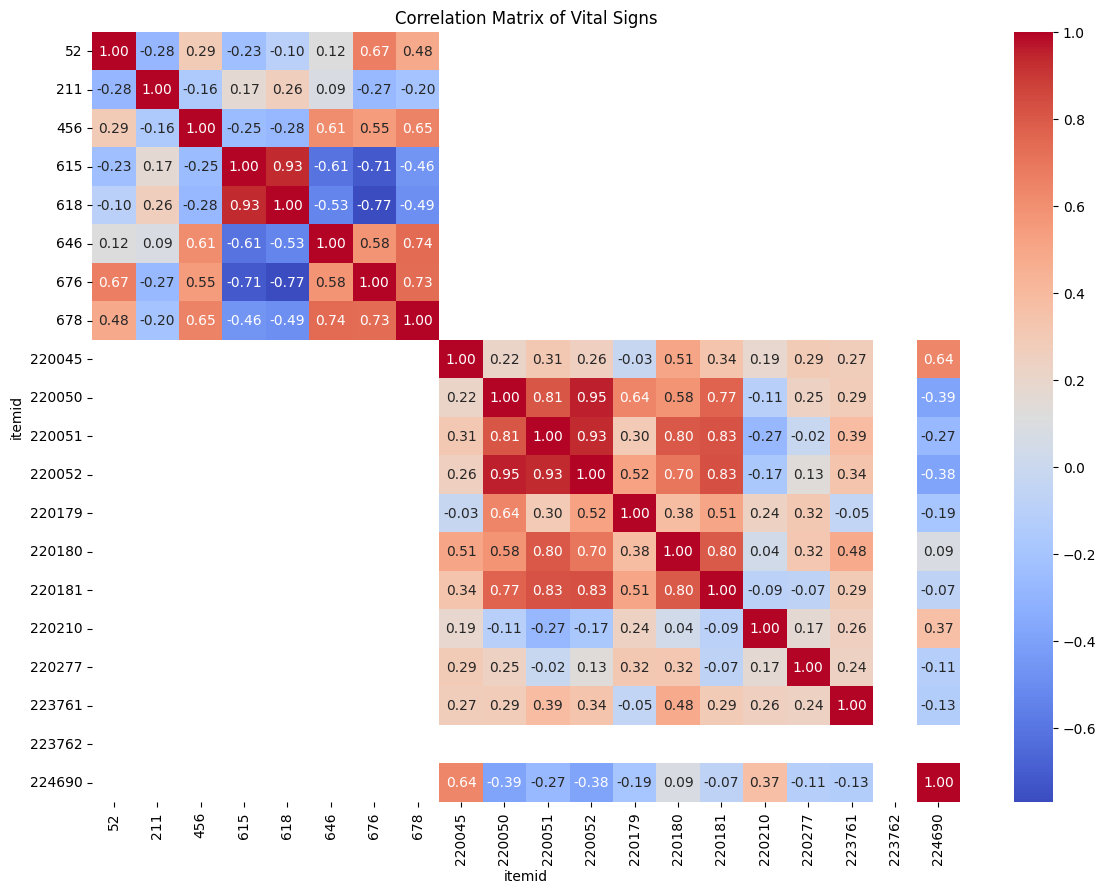 Correlation Matrix of Vital Signs
52 1.00 -0.28 0.29 -0.23 -0.10 0.12 0.67 0.48
211 -0.28 1.00 -0.16 0.17 0.26 0.09 -0.27 -0.20
456 0.29 -0.16 1.00 -0.25 -0.28 0.61 0.55 0.65
615 -0.23 0.17 -0.25 1.00 0.93 -0.61 -0.71 -0.46
618 -0.10 0.26 -0.28 0.93 1.00 -0.53 -0.77 -0.49
646 0.12 0.09 0.61 -0.61 -0.53 1.00 0.58 0.74
676 0.67 -0.27 0.55 -0.71 -0.77 0.58 1.00 0.73
678 0.48 -0.20 0.65 -0.46 -0.49 0.74 0.73 1.00
220045 1.00 0.22 0.31 0.26 -0.03 0.51 0.34 0.19 0.29 0.27 0.64
220050 0.22 1.00 0.81 0.95 0.64 0.58 0.77 -0.11 0.25 0.29 -0.39
220051 0.31 0.81 1.00 0.93 0.30 0.80 0.83 -0.27 -0.02 0.39 -0.27
220052 0.26 0.95 0.93 1.00 0.52 0.70 0.83 -0.17 0.13 0.34 -0.38
220179 -0.03 0.64 0.30 0.52 1.00 0.38 0.51 0.24 0.32 -0.05 -0.19
220180 0.51 0.58 0.80 0.70 0.38 1.00 0.80 0.04 0.32 0.48 0.09
220181 0.34 0.77 0.83 0.83 0.51 0.80 1.00 -0.09 -0.07 0.29 -0.07
220210 0.19 -0.11 -0.27 -0.17 0.24 0.04 -0.09 1.00 0.17 0.26 0.37
220277 0.29 0.25 -0.02 0.13 0.32 0.32 -0.07 0.17 1.00 0.24 -0.11
223761 0.27 0.29 0.39 0.34 -0.05 0.48 0.29 0.26 0.24 1.00 -0.13
223762
224690 0.64 -0.39 -0.27 -0.38 -0.19 0.09 -0.07 0.37 -0.11 -0.13 1.00
itemid
52 211 456 615 618 646 676 678 220045 220050 220051 220052 220179 220180 220181 220210 220277 223761 223762 224690
itemid
1.0
0.8
0.6
0.4
0.2
0.0
−0.2
−0.4
−0.6